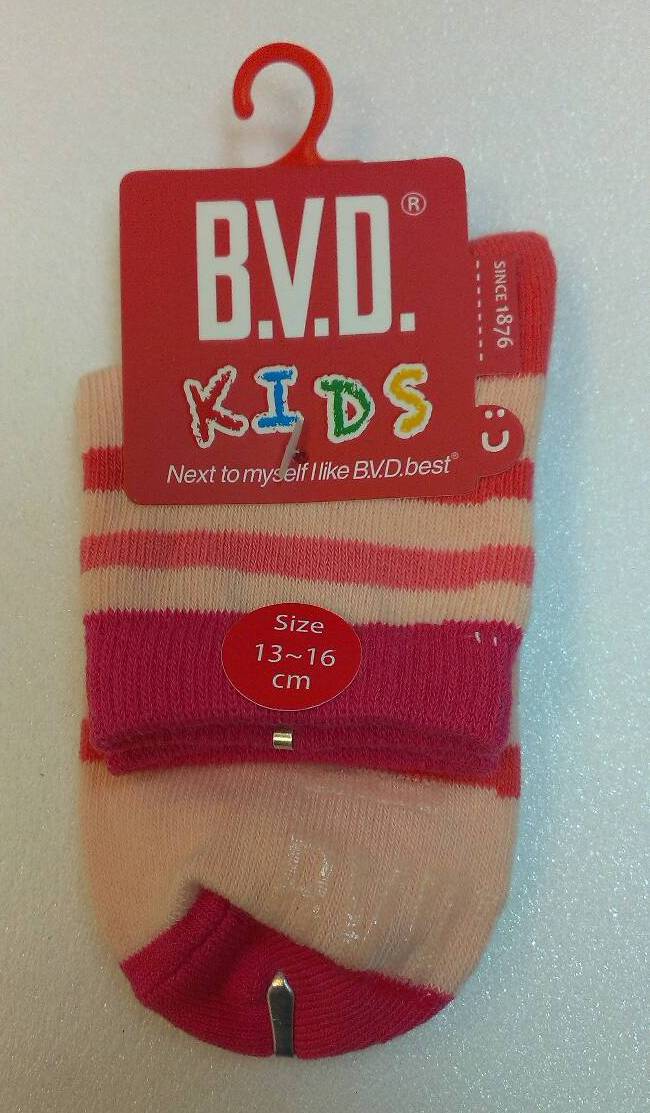 B.V.D.®
KIDS
Next to myself I like B.V.D.best®
SINCE 1876
Size
13~16
cm